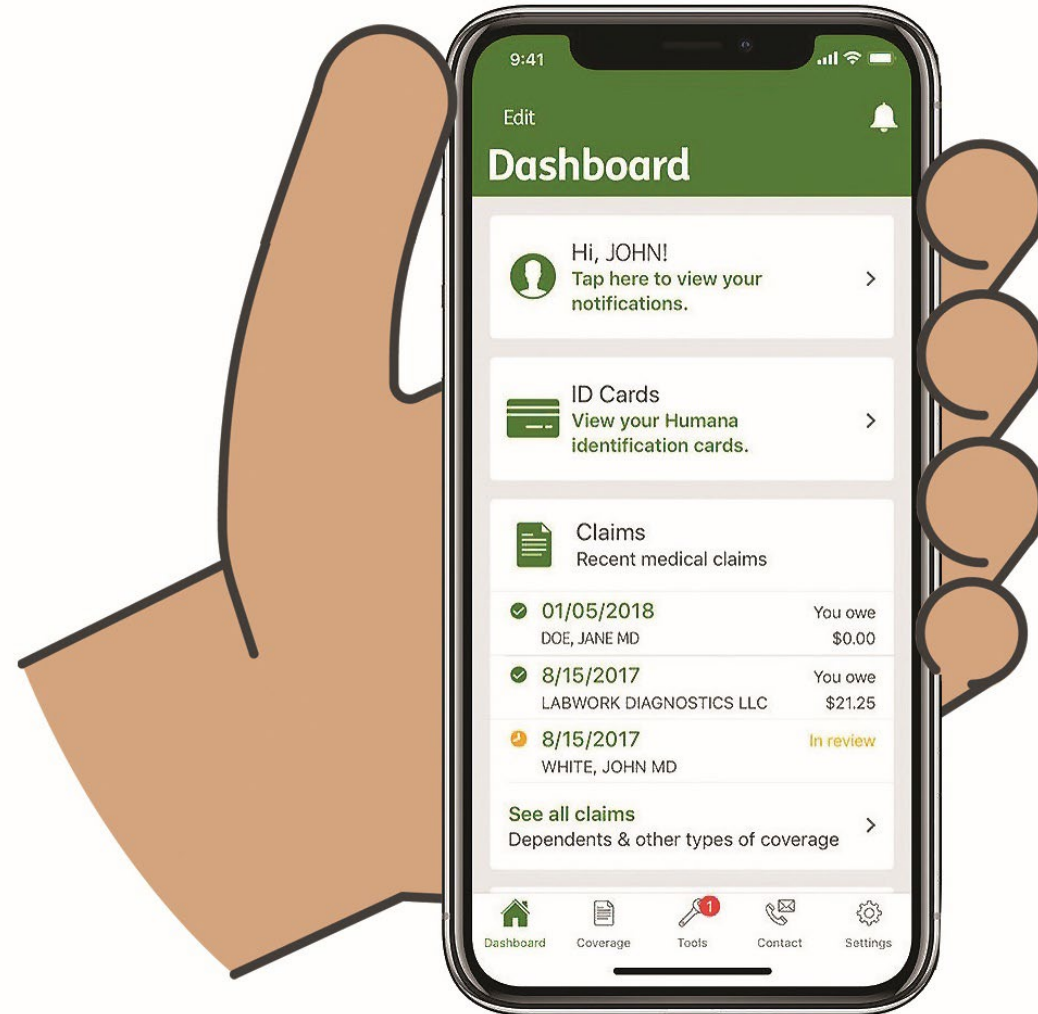 9:41
Edit
Dashboard
Hi, JOHN!
Tap here to view your
notifications.
ID Cards
View your Humana
identification cards.
Claims
Recent medical claims
01/05/2018 You owe
DOE, JANE MD $0.00
8/15/2017 You owe
LABWORK DIAGNOSTICS LLC $21.25
8/15/2017 In review
WHITE, JOHN MD
See all claims
Dependents & other types of coverage
1
Dashboard Coverage Tools Contact Settings